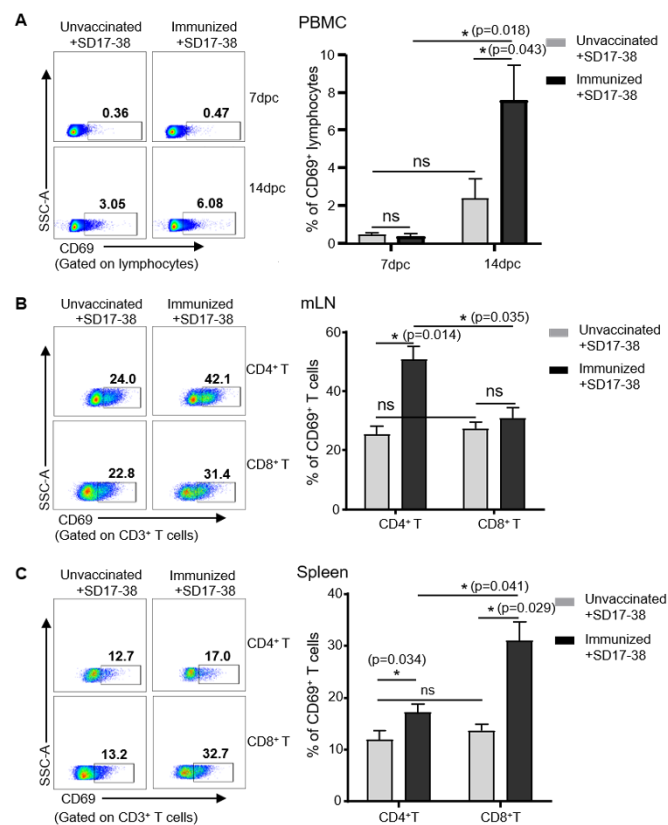 A
Unvaccinated Immunized
+SD17-38 +SD17-38
0.36 0.47
7dpc
3.05 6.08
14dpc
SSC-A
CD69
(Gated on lymphocytes)
PBMC
% of CD69⁺ lymphocytes
10
8
6
4
2
0
ns
ns
* (p=0.018)
* (p=0.043)
7dpc 14dpc
Unvaccinated
+SD17-38
Immunized
+SD17-38
B
Unvaccinated Immunized
+SD17-38 +SD17-38
24.0 42.1
CD4⁺ T
22.8 31.4
CD8⁺ T
SSC-A
CD69
(Gated on CD3⁺ T cells)
mLN
% of CD69⁺ T cells
60
40
20
0
* (p=0.035)
* (p=0.014)
ns
ns
CD4⁺ T CD8⁺ T
Unvaccinated
+SD17-38
Immunized
+SD17-38
C
Unvaccinated Immunized
+SD17-38 +SD17-38
12.7 17.0
CD4⁺ T
13.2 32.7
CD8⁺ T
SSC-A
CD69
(Gated on CD3⁺ T cells)
Spleen
% of CD69⁺ T cells
40
30
20
10
0
* (p=0.041)
* (p=0.029)
(p=0.034)
*
ns
CD4⁺ T CD8⁺T
Unvaccinated
+SD17-38
Immunized
+SD17-38